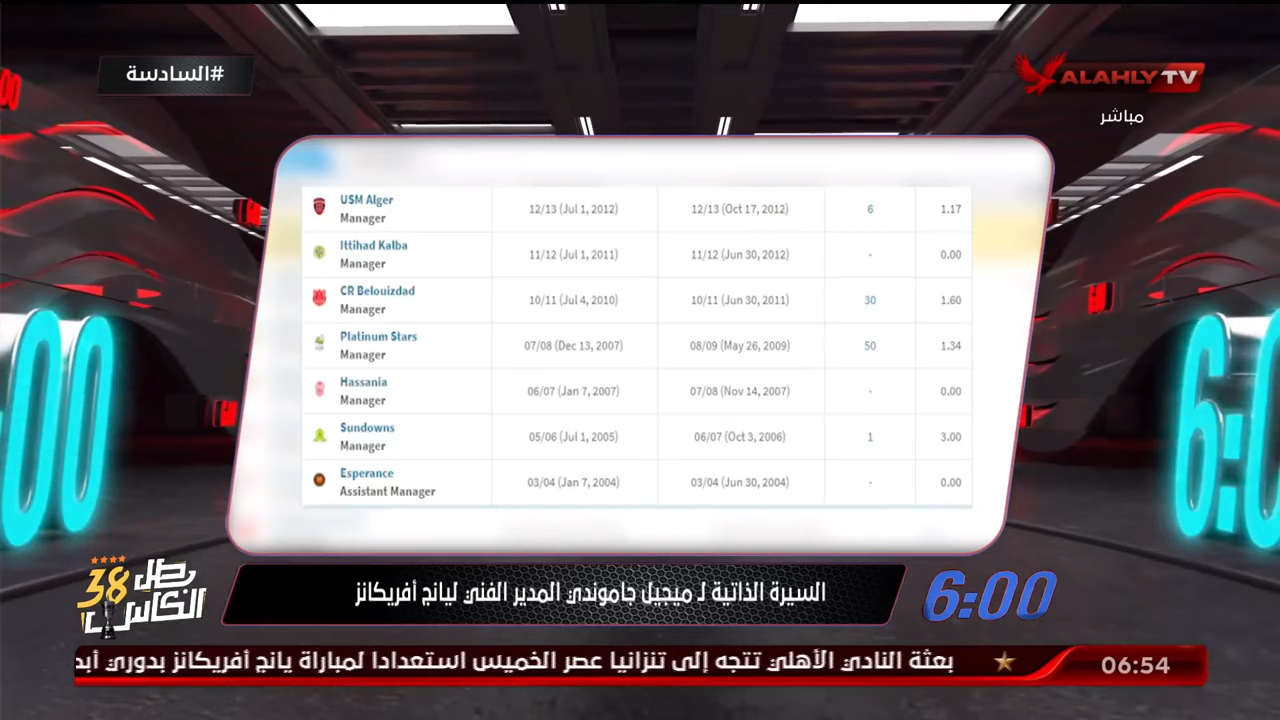 #السادسة
ALAHLY TV
مباشر
USM Alger
Manager
12/13 (Jul 1, 2012)
12/13 (Oct 17, 2012)
6
1.17
Ittihad Kalba
Manager
11/12 (Jul 1, 2011)
11/12 (Jun 30, 2012)
-
0.00
CR Belouizdad
Manager
10/11 (Jul 4, 2010)
10/11 (Jun 30, 2011)
30
1.60
Platinum Stars
Manager
07/08 (Dec 13, 2007)
08/09 (May 26, 2009)
50
1.34
Hassania
Manager
06/07 (Jan 7, 2007)
07/08 (Nov 14, 2007)
-
0.00
Sundowns
Manager
05/06 (Jul 1, 2005)
06/07 (Oct 3, 2006)
1
3.00
Esperance
Assistant Manager
03/04 (Jan 7, 2004)
03/04 (Jun 30, 2004)
-
0.00
00
6:0
السيرة الذاتية لـ ميجيل جاموندي المدير الفني ليانج أفريكانز
6:00
بطل
الكاس
38
بعثة النادي الأهلي تتجه إلى تنزانيا عصر الخميس استعدادا لمباراة يانج أفريكانز بدوري أبد
06:54